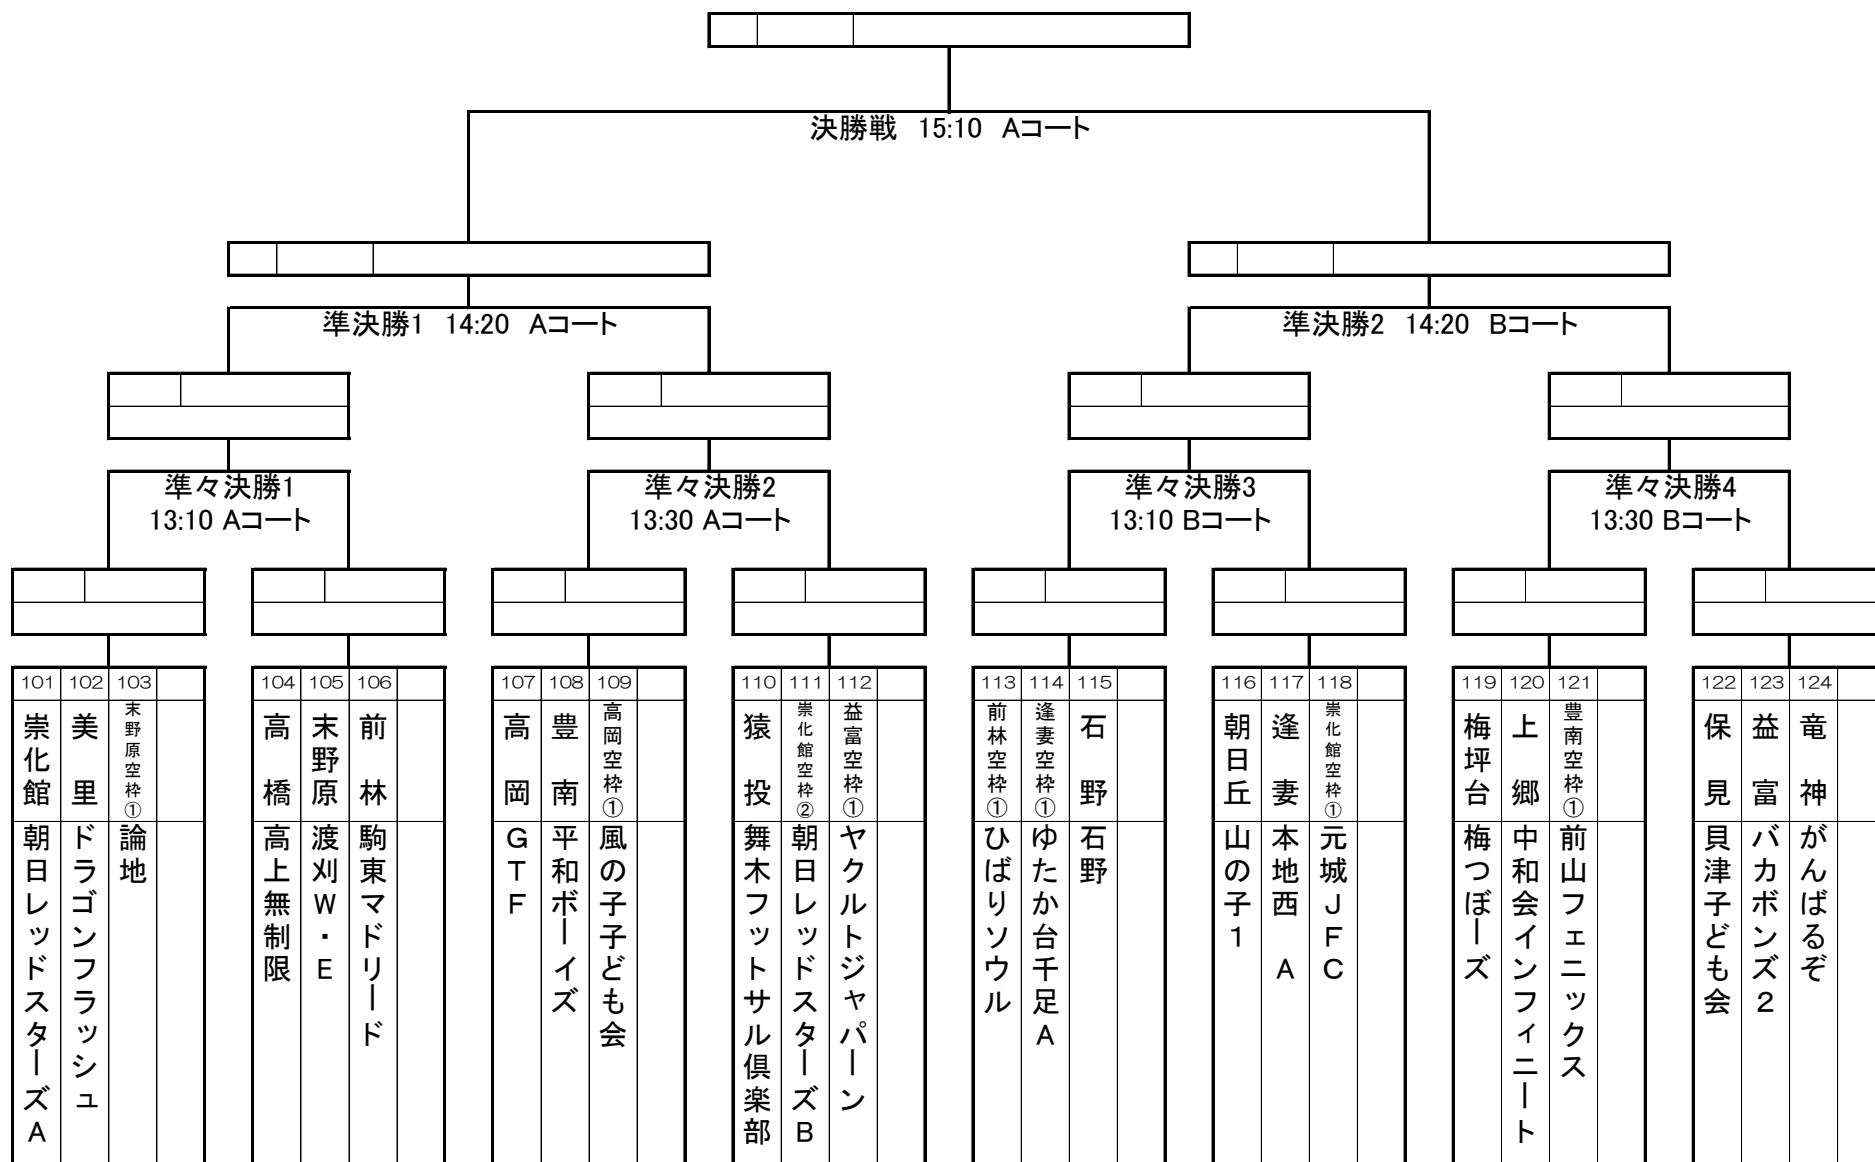 決勝戦 15:10 Aコート
準決勝1 14:20 Aコート
準決勝2 14:20 Bコート
準々決勝1
13:10 Aコート
準々決勝2
13:30 Aコート
準々決勝3
13:10 Bコート
準々決勝4
13:30 Bコート
101
崇化館
朝日レッドスターズA
102
美里
ドラゴンフラッシュ
103
末野原空枠①
論地
104
高橋
高上無制限
105
末野原
渡刈W・E
106
前林
駒東マドリード
107
高岡
GTF
108
豊南
平和ボーイズ
109
高岡空枠①
風の子子ども会
110
猿投
舞木フットサル倶楽部
111
崇化館空枠②
朝日レッドスターズB
112
益富空枠①
ヤクルトジャパーン
113
前林空枠①
ひばりソウル
114
逢妻空枠①
ゆたか台千足A
115
石野
石野
116
朝日丘
山の子1
117
逢妻
本地西 A
118
崇化館空枠①
元城JFC
119
梅坪台
梅つぼーズ
120
上郷
中和会インフィニート
121
豊南空枠①
前山フェニックス
122
保見
貝津子ども会
123
益富
バカボンズ2
124
竜神
がんばるぞ